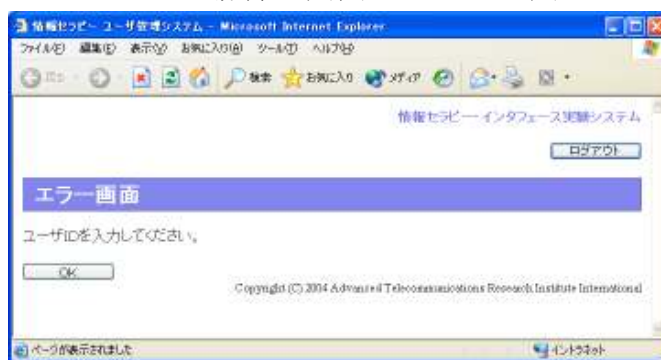 情報セラピー ユーザ管理システム - Microsoft Internet Explorer
ファイル(F) 編集(E) 表示(V) お気に入り(A) ツール(T) ヘルプ(H)
戻る 検索 お気に入り メディア
情報セラピー・インタフェース実験システム
ログアウト
エラー画面
ユーザIDを入力してください。
OK
Copyright (C) 2004 Advanced Telecommunications Research Institute International
ページが表示されました イントラネット